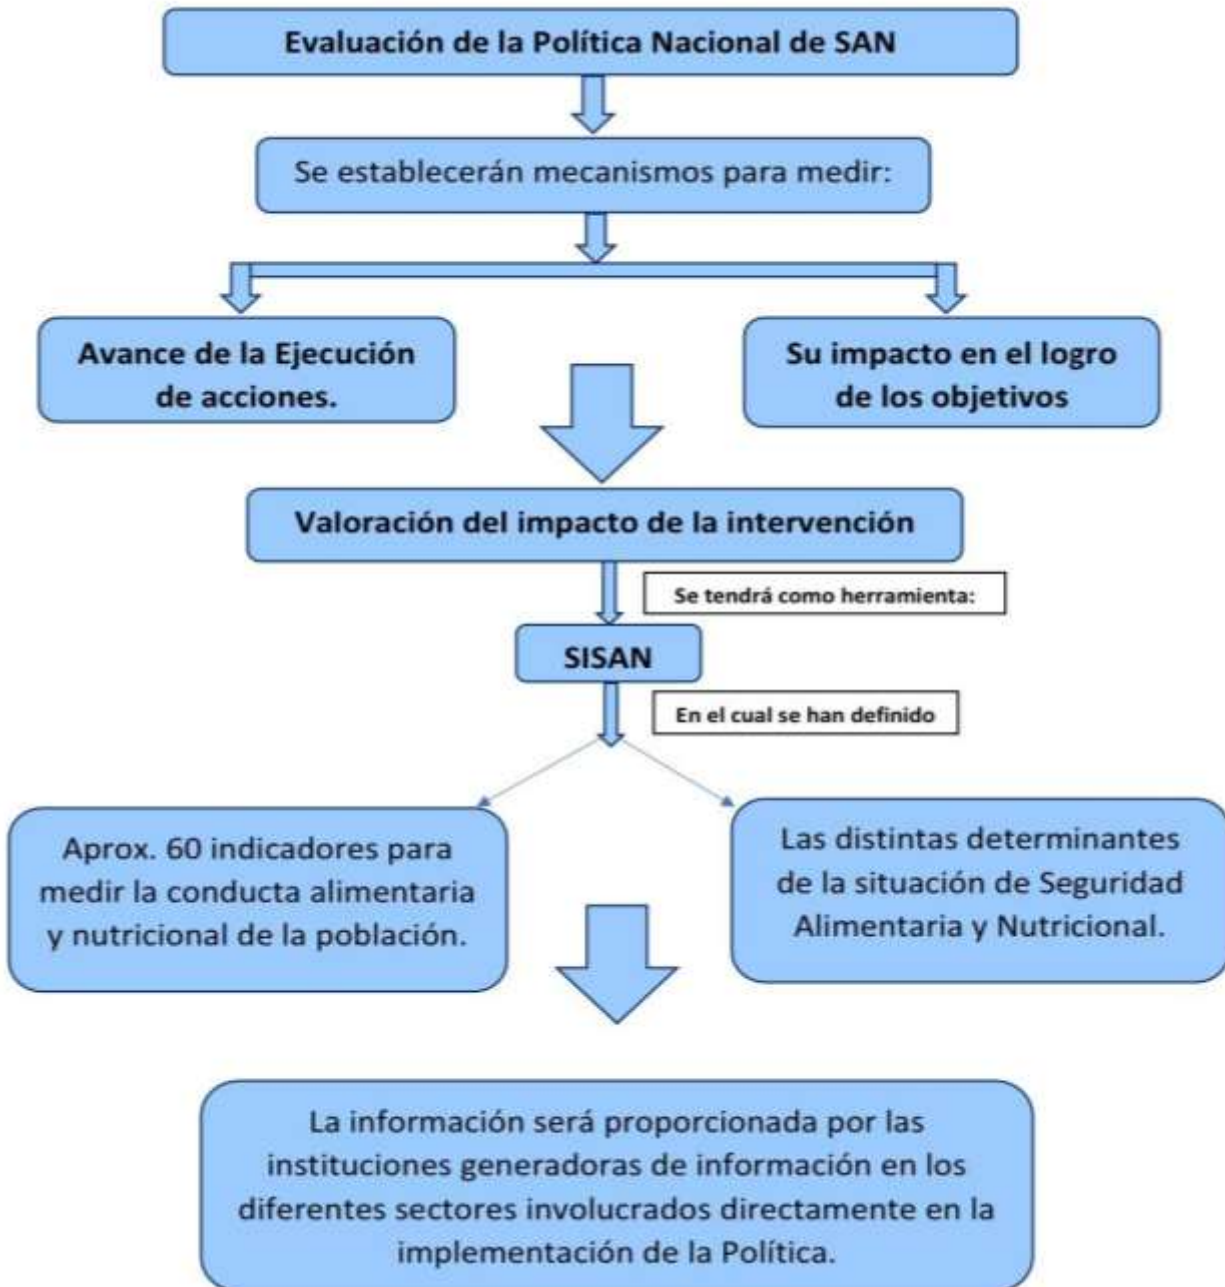 Evaluación de la Política Nacional de SAN
Se establecerán mecanismos para medir:
Avance de la Ejecución
de acciones.
Su impacto en el logro
de los objetivos
Valoración del impacto de la intervención
Se tendrá como herramienta:
SISAN
En el cual se han definido
Aprox. 60 indicadores para
medir la conducta alimentaria
y nutricional de la población.
Las distintas determinantes
de la situación de Seguridad
Alimentaria y Nutricional.
La información será proporcionada por las
instituciones generadoras de información en los
diferentes sectores involucrados directamente en la
implementación de la Política.